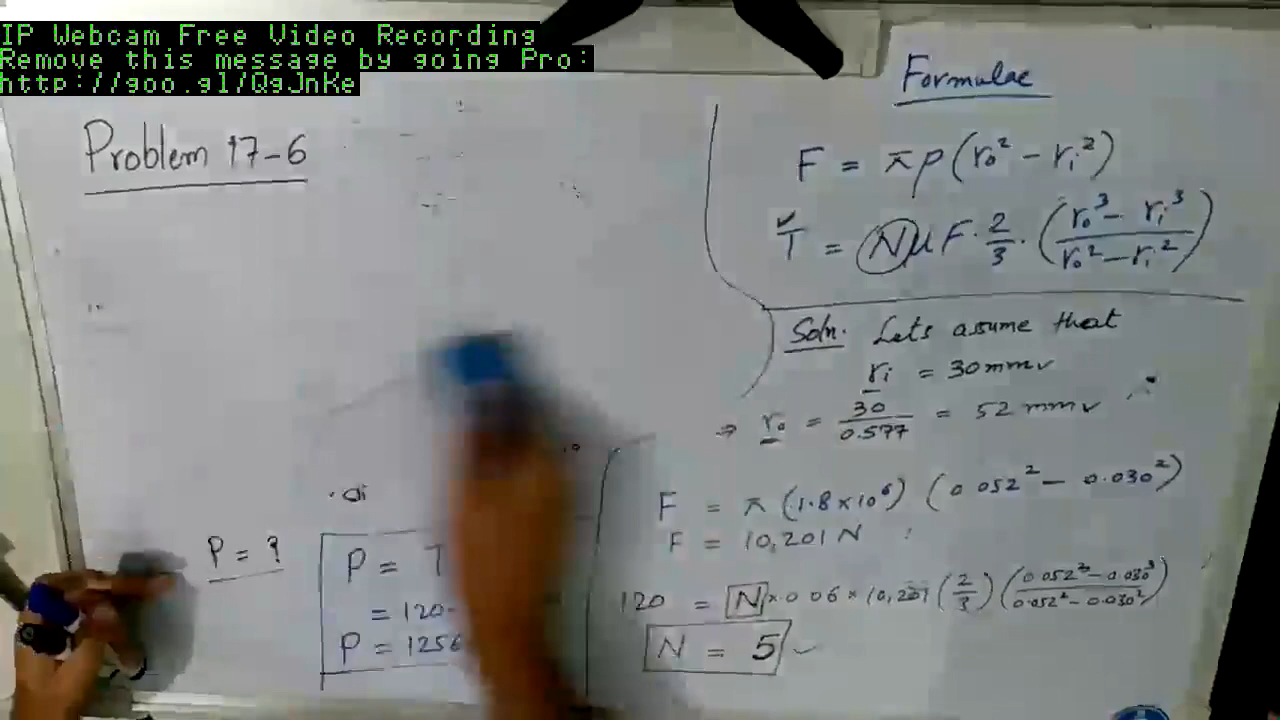 IP Webcam Free Video Recording
Remove this message by going Pro:
http://goo.gl/QgJnKe
Problem 17-6
Formulae
F = πp(r₀² - rᵢ²)
T = NμF·2/3·(r₀³ - rᵢ³ / r₀² - rᵢ²)
Soln. Lets assume that
rᵢ = 30mm
→ r₀ = 30/0.577 = 52 mm
F = π(1.8×10⁶) (0.052² - 0.030²)
F = 10,201 N
120 = N × 0.06 × 10,201 (2/3) (0.052³ - 0.030³ / 0.052² - 0.030²)
N = 5
P = ?
P = T
= 120
P = 1256